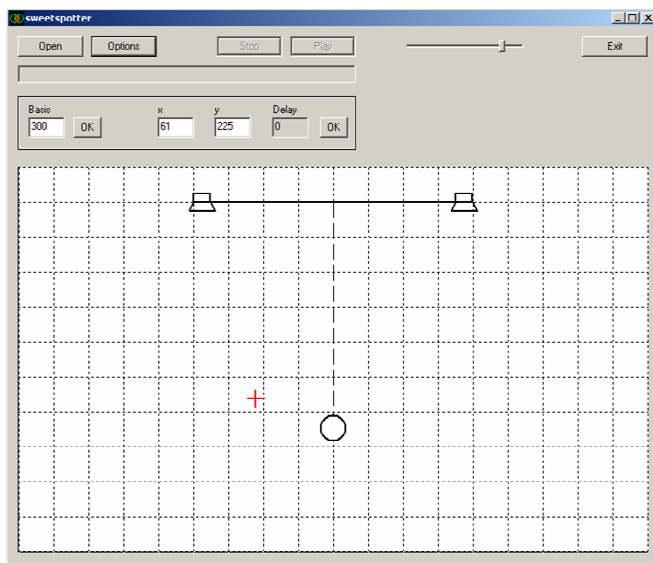 sweetspotter
Open Options Stop Play Exit
Basis x y Delay
300 OK 61 225 0 OK